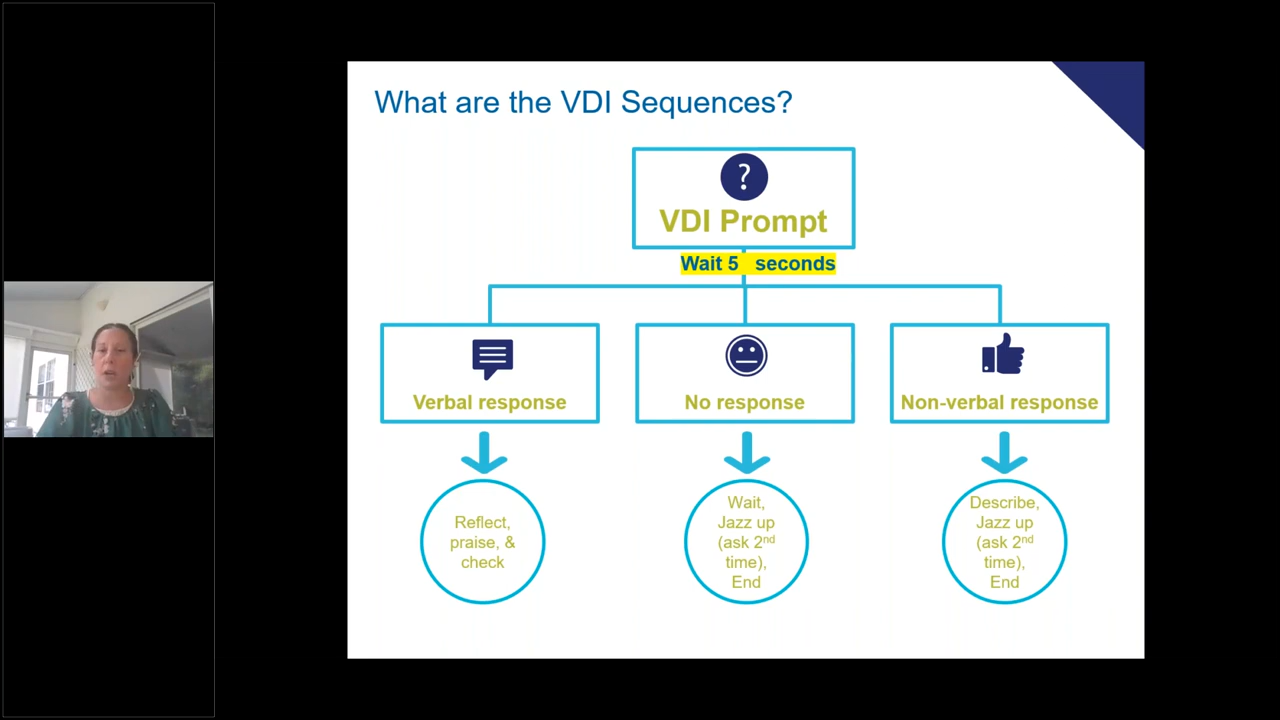 What are the VDI Sequences?
?
VDI Prompt
Wait 5 seconds
Verbal response
No response
Non-verbal response
Reflect,
praise, &
check
Wait,
Jazz up
(ask 2nd
time),
End
Describe,
Jazz up
(ask 2nd
time),
End